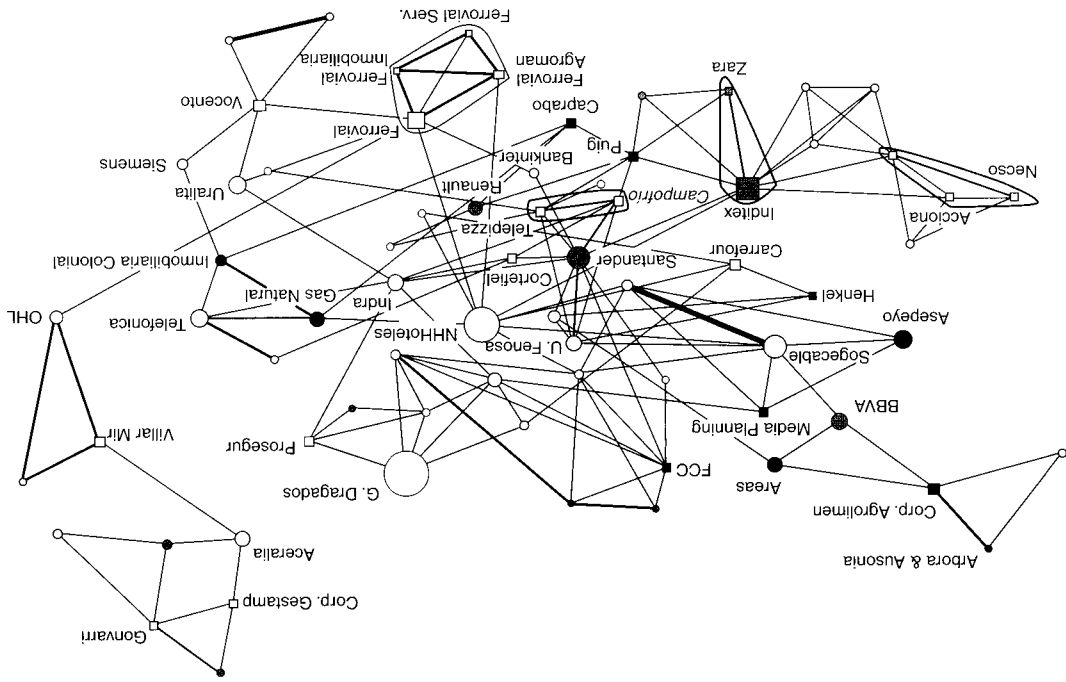 Gonvarri
Corp. Gestamp
Arbora & Ausonia
Aceralia
Corp. Agrolimen
G. Dragados
Areas
FCC
Prosegur
Villar Mir
Media Planning
BBVA
Sogecable
U. Fenosa
NHHoteles
Telefonica
Asepeyo
OHL
Indra
Henkel
Gas Natural
Cortefiel
Santander
Inmobiliaria Colonial
Carrefour
Telepizza
Acciona
Inditex
Campofrio
Renault
Uralita
Necso
Siemens
Bankinter
Puig
Ferrovial
Caprabo
Vocento
Ferrovial
Agroman
Ferrovial
Inmobiliaria
Zara
Ferrovial Serv.